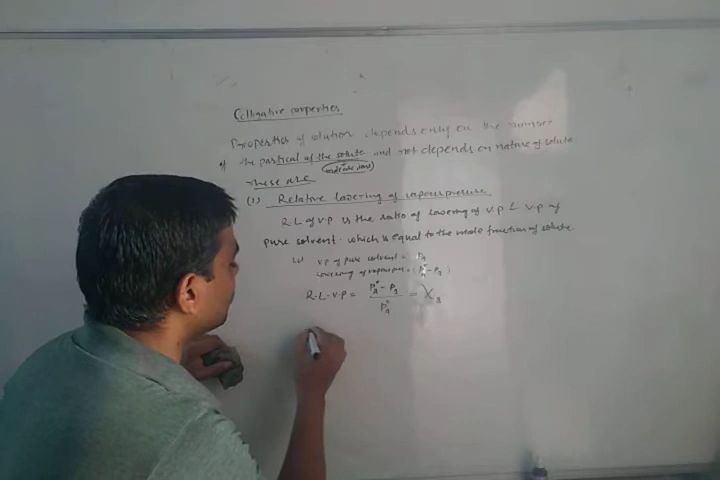 Colligative properties
Properties of solution depends only on the number
of the partical of the solute and not depends on nature of solute
These are (molecules, ions)
(1) Relative lowering of vapour pressure
R.L of V.P is the ratio of lowering of V.P & V.P of
pure solvent. which is equal to the mole fraction of solute
Let V.P of pure solvent = P°A
Lowering of vapour = (P°A - PA)
R.L.V.P = P°A - PA / P°A = XB